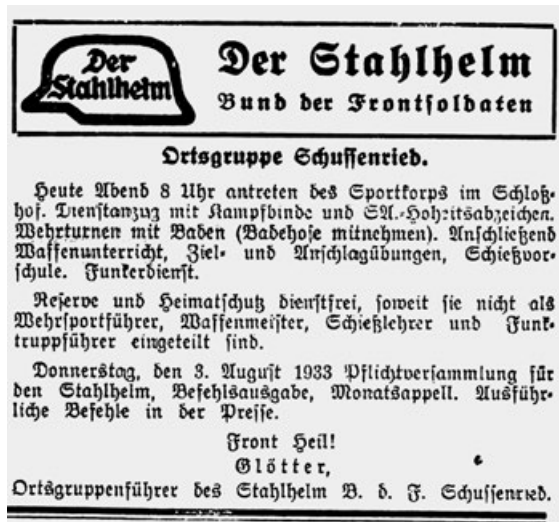 Der
Stahlhelm
Der Stahlhelm
Bund der Frontsoldaten
Ortsgruppe Schussenried.
Heute Abend 8 Uhr antreten des Sportkorps im Schloß-
hof. Dienstanzug mit Kampfbinde und SA.-Hoheitsabzeichen.
Wehrturnen mit Baden (Badehose mitnehmen). Anschließend
Waffenunterricht, Ziel- und Anschlagübungen, Schießvor-
schule. Funkerdienst.
Reserve und Heimatschutz dienstfrei, soweit sie nicht als
Wehrsportführer, Waffenmeister, Schießlehrer und Funk-
truppführer eingeteilt sind.
Donnerstag, den 3. August 1933 Pflichtversammlung für
den Stahlhelm, Befehlsausgabe, Monatsappell. Ausführ-
liche Befehle in der Presse.
Front Heil!
Glötter,
Ortsgruppenführer des Stahlhelm B. d. F. Schussenried.